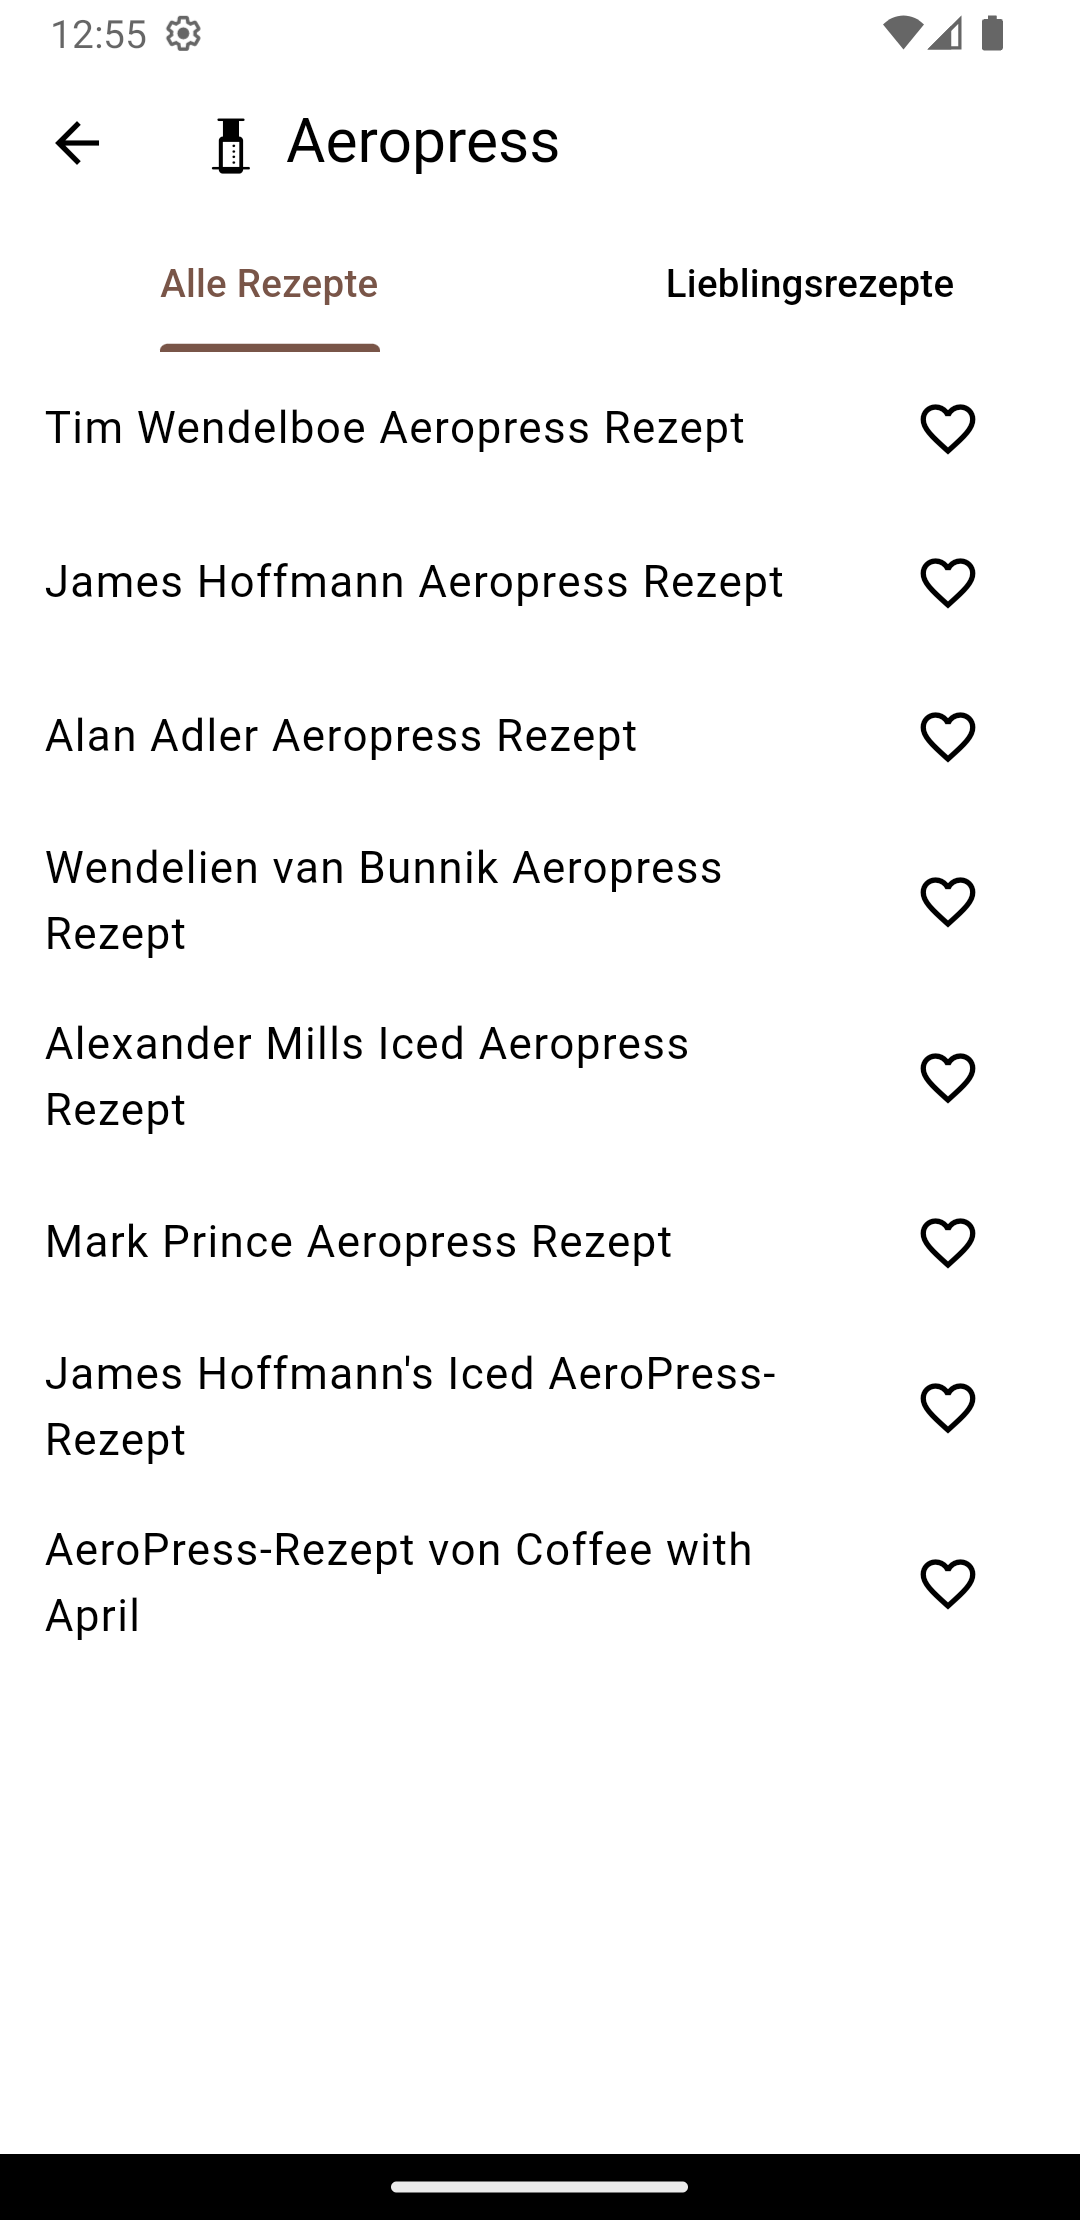 12:55
Aeropress
Alle Rezepte
Lieblingsrezepte
Tim Wendelboe Aeropress Rezept
James Hoffmann Aeropress Rezept
Alan Adler Aeropress Rezept
Wendelien van Bunnik Aeropress
Rezept
Alexander Mills Iced Aeropress
Rezept
Mark Prince Aeropress Rezept
James Hoffmann's Iced AeroPress-
Rezept
AeroPress-Rezept von Coffee with
April